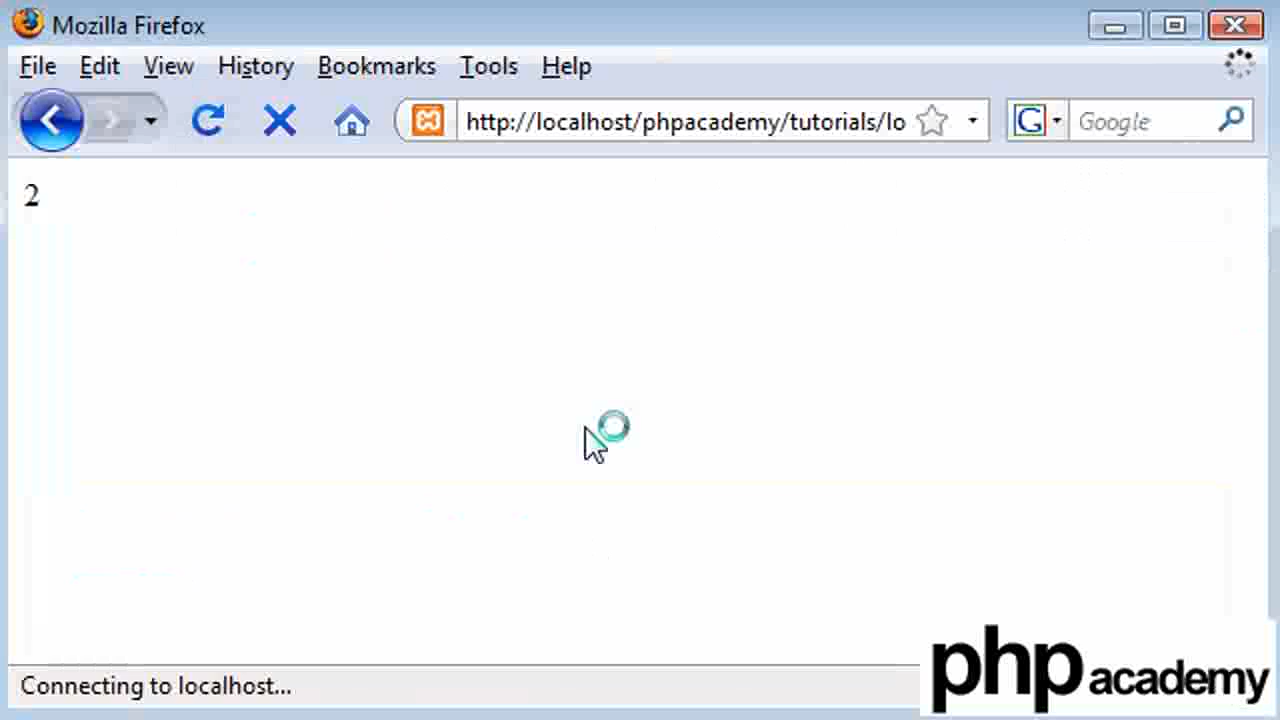 Mozilla Firefox
File Edit View History Bookmarks Tools Help
http://localhost/phpacademy/tutorials/lo
G Google
2
Connecting to localhost...
php academy